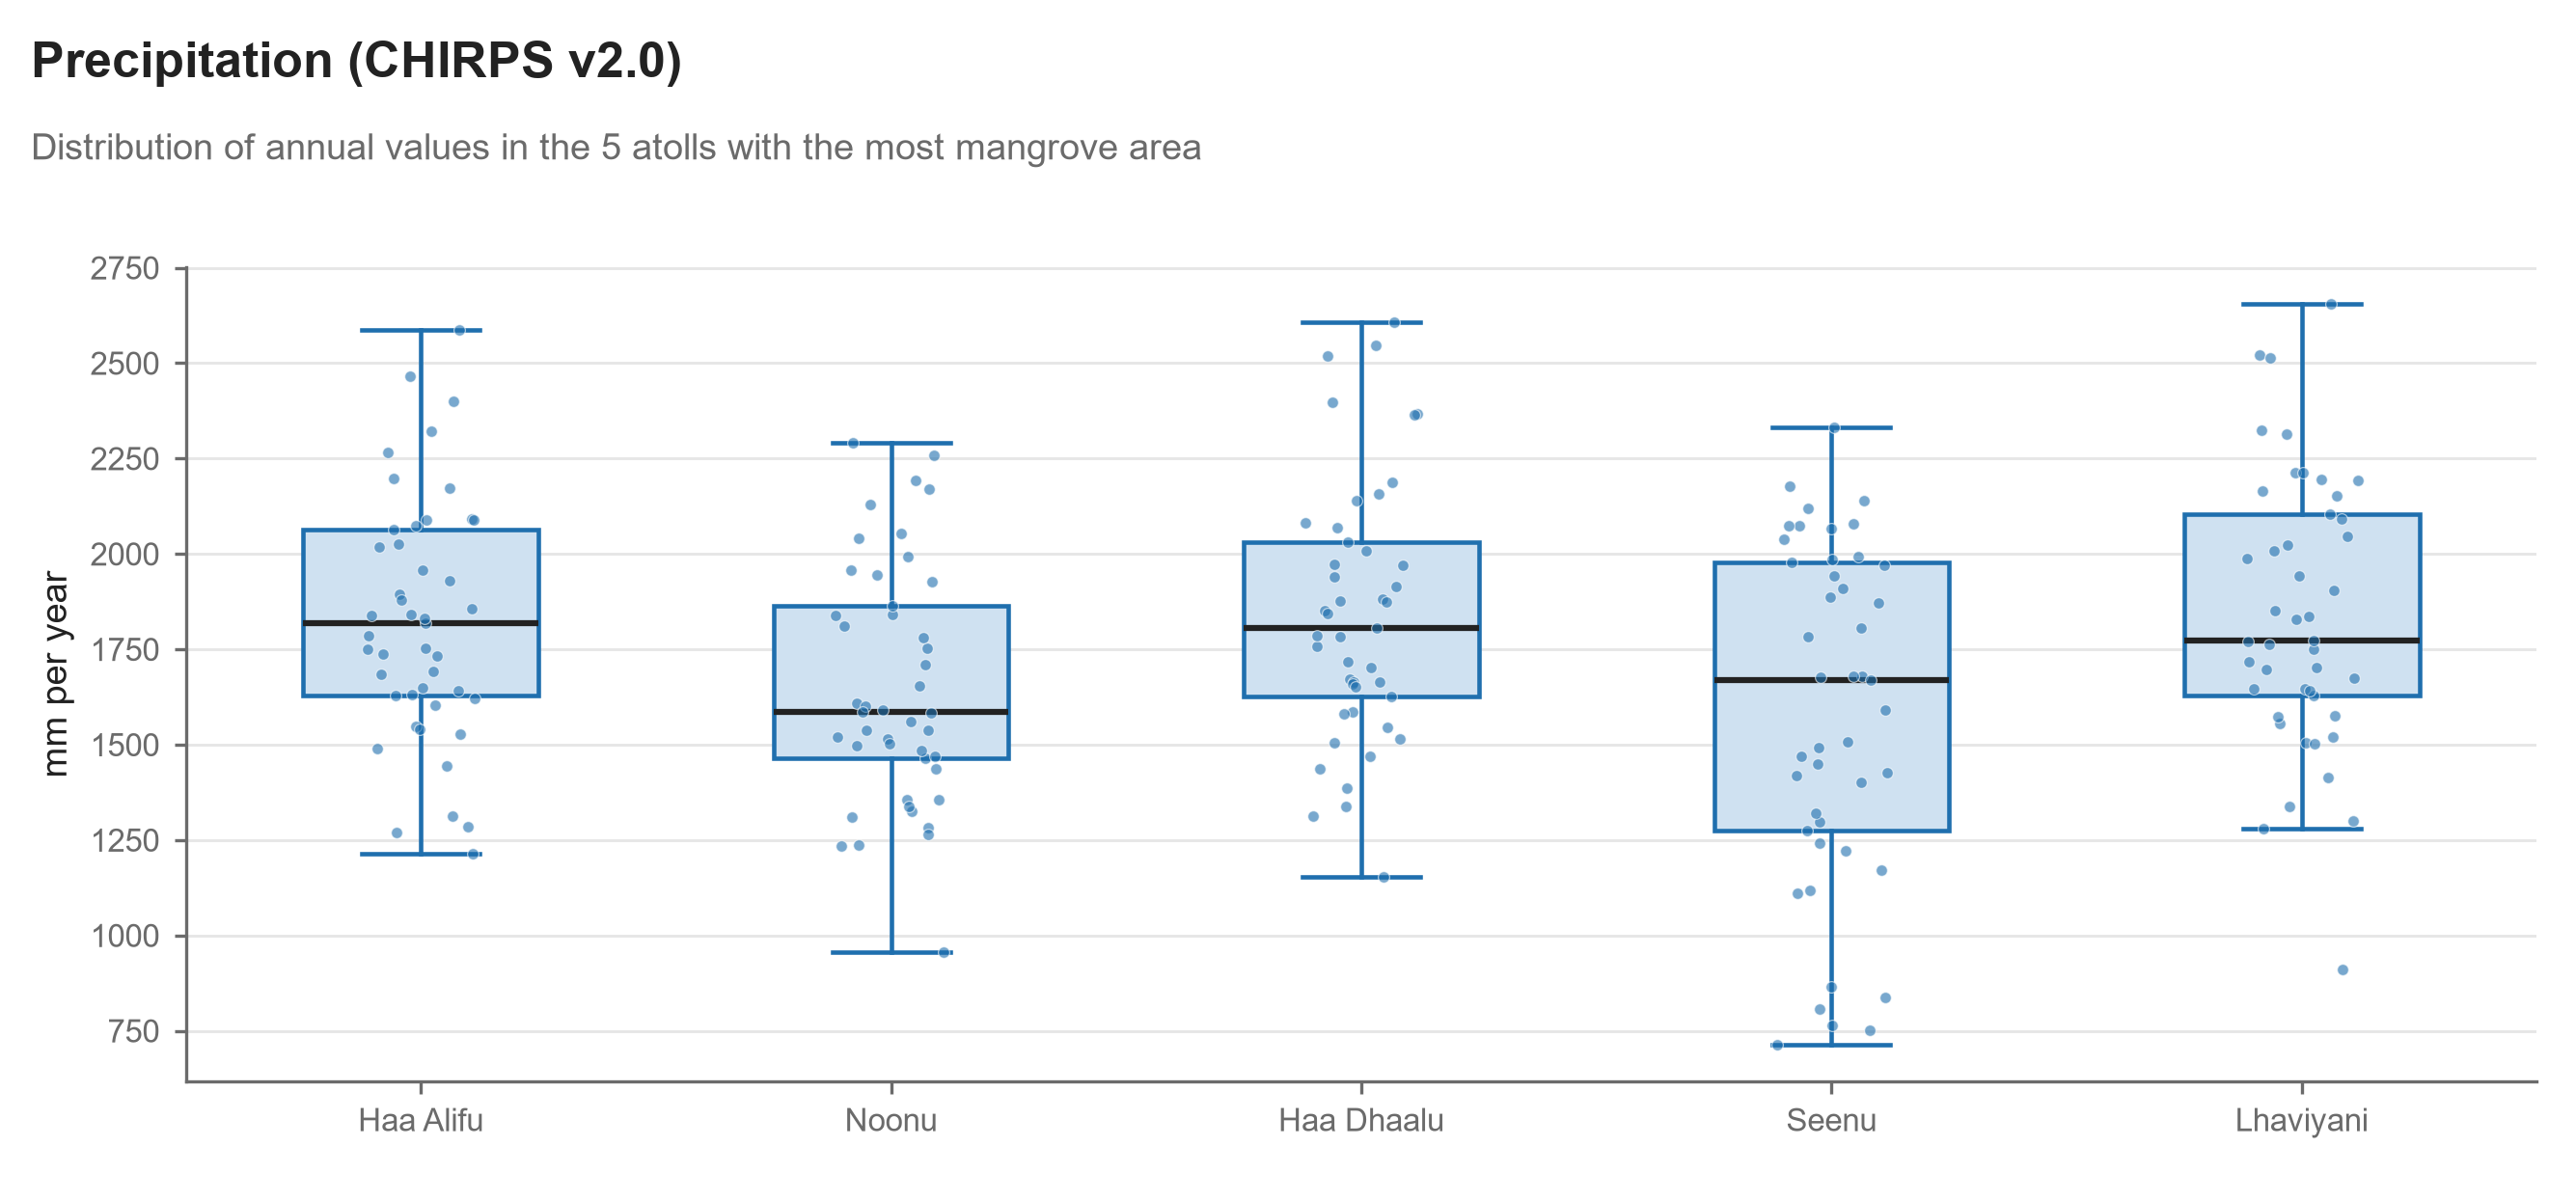 Precipitation (CHIRPS v2.0)
Distribution of annual values in the 5 atolls with the most mangrove area
mm per year
2750
2500
2250
2000
1750
1500
1250
1000
750
Haa Alifu
Noonu
Haa Dhaalu
Seenu
Lhaviyani